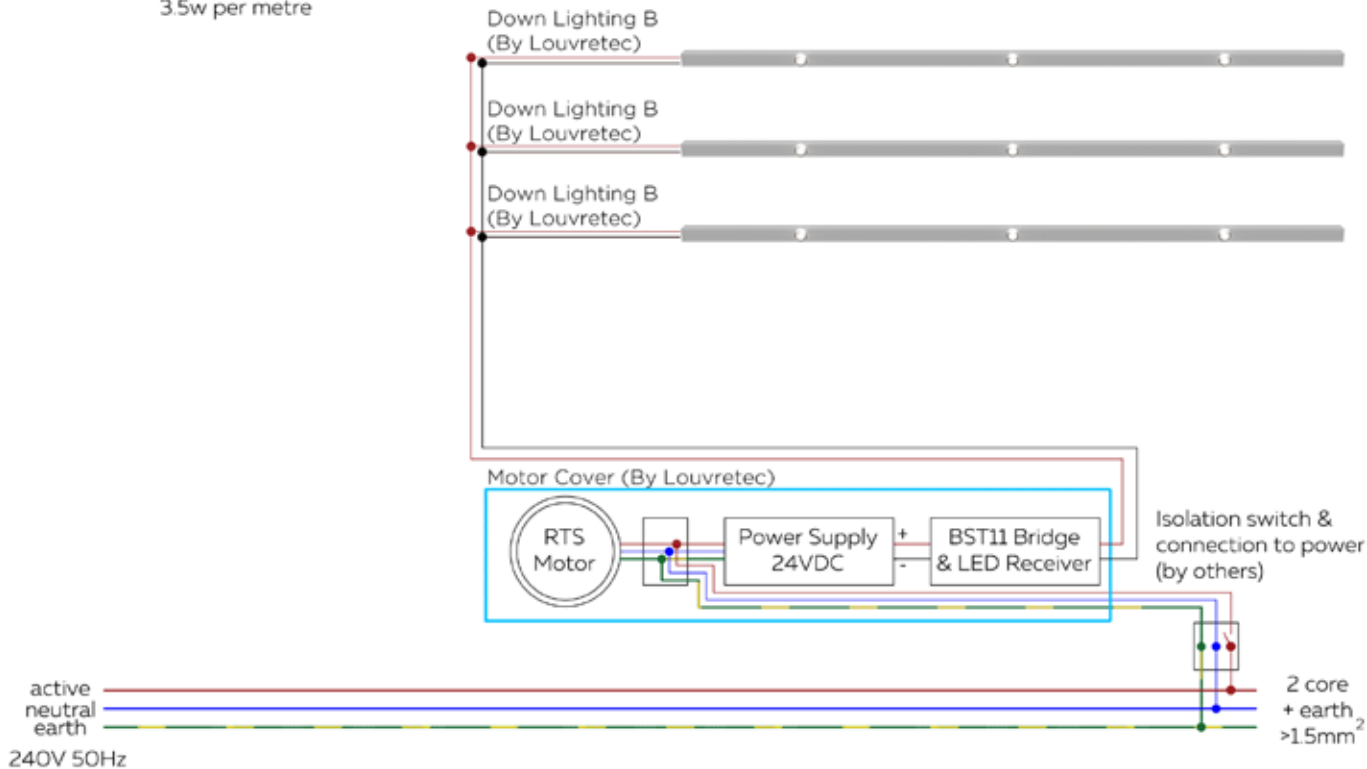 3.5w per metre
Down Lighting B
(By Louvretec)
Down Lighting B
(By Louvretec)
Down Lighting B
(By Louvretec)
Motor Cover (By Louvretec)
RTS
Motor
Power Supply
24VDC
+
-
BST11 Bridge
& LED Receiver
Isolation switch &
connection to power
(by others)
active
neutral
earth
240V 50Hz
2 core
+ earth
>1.5mm²